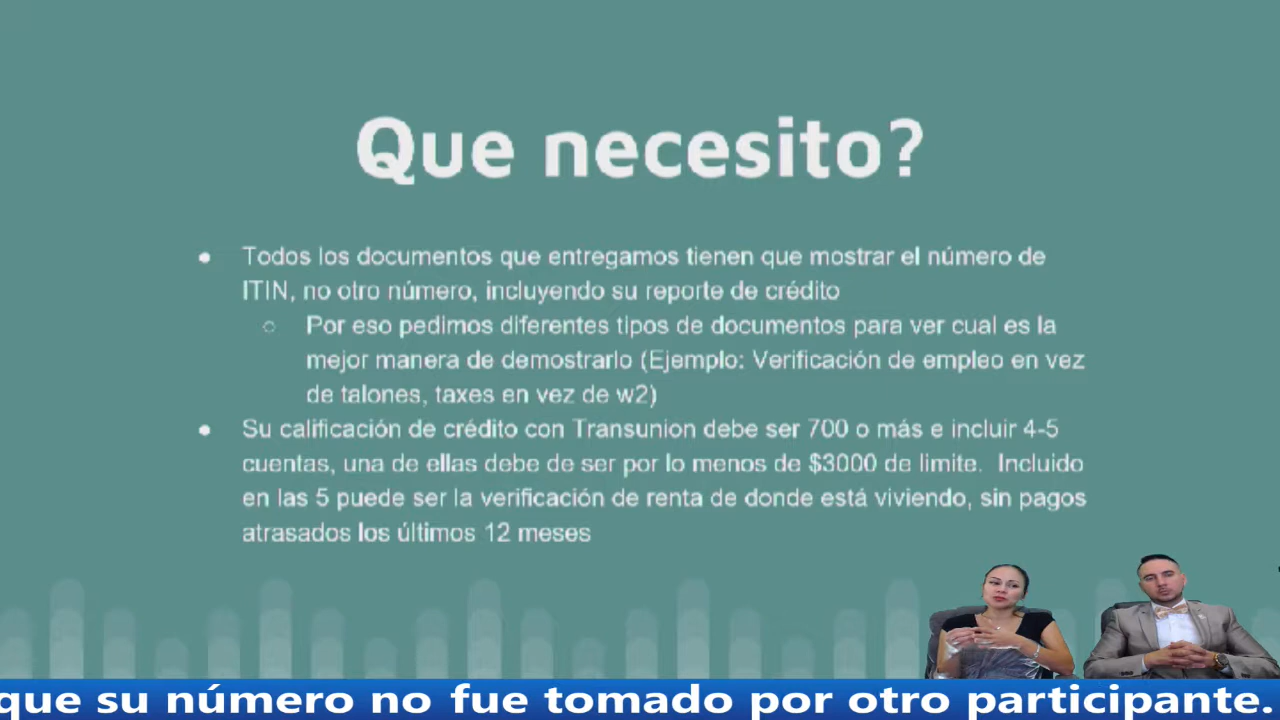 Que necesito?
Todos los documentos que entregamos tienen que mostrar el número de
ITIN, no otro número, incluyendo su reporte de crédito
Por eso pedimos diferentes tipos de documentos para ver cual es la
mejor manera de demostrarlo (Ejemplo: Verificación de empleo en vez
de talones, taxes en vez de w2)
Su calificación de crédito con Transunion debe ser 700 o más e incluir 4-5
cuentas, una de ellas debe de ser por lo menos de $3000 de limite. Incluido
en las 5 puede ser la verificación de renta de donde está viviendo, sin pagos
atrasados los últimos 12 meses
que su número no fue tomado por otro participante.